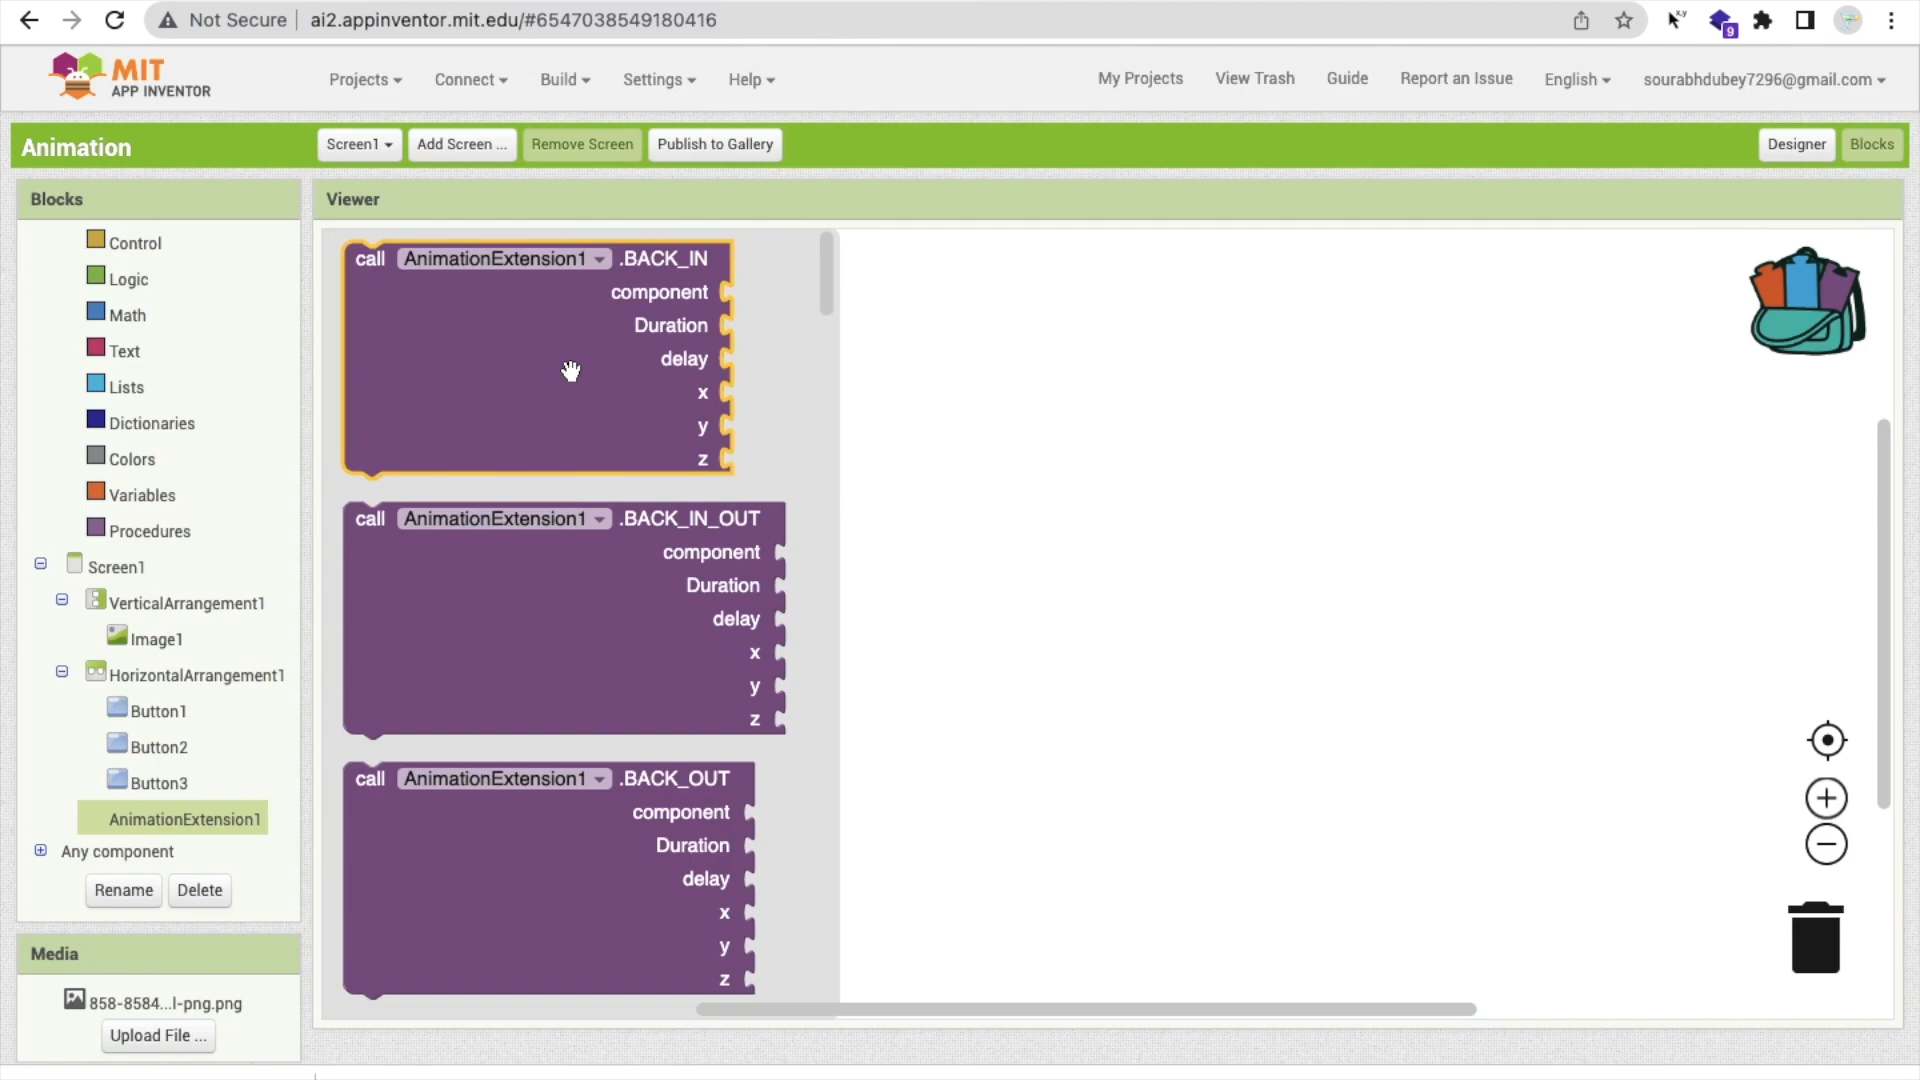 Not Secure ai2.appinventor.mit.edu/#6547038549180416
x,y
9
MIT
APP INVENTOR
Projects Connect Build Settings Help My Projects View Trash Guide Report an Issue English sourabhdubey7296@gmail.com
Animation Screen1 Add Screen ... Remove Screen Publish to Gallery Designer Blocks
Blocks
Control
Logic
Math
Text
Lists
Dictionaries
Colors
Variables
Procedures
Screen1
VerticalArrangement1
Image1
HorizontalArrangement1
Button1
Button2
Button3
AnimationExtension1
Any component
Rename Delete
Media
858-8584...l-png.png
Upload File ...
Viewer
call AnimationExtension1 .BACK_IN
component
Duration
delay
x
y
z
call AnimationExtension1 .BACK_IN_OUT
component
Duration
delay
x
y
z
call AnimationExtension1 .BACK_OUT
component
Duration
delay
x
y
z